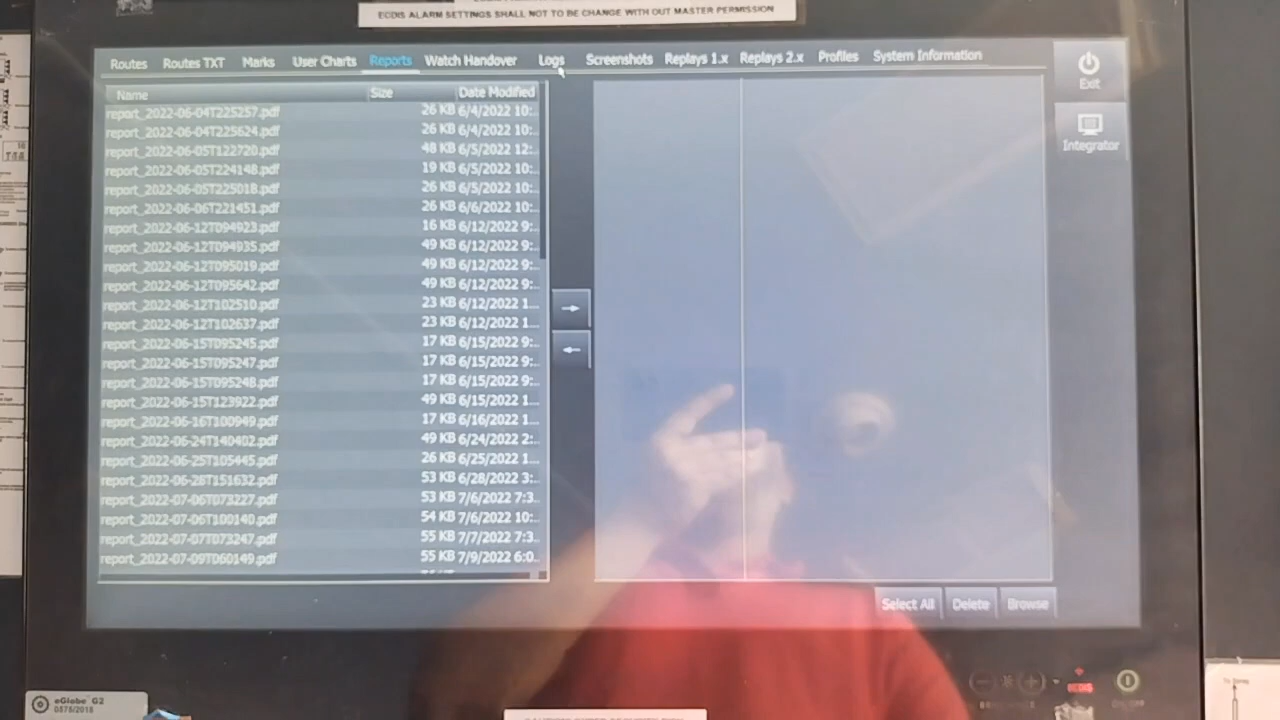 ECDIS ALARM SETTINGS SHALL NOT TO BE CHANGE WITH OUT MASTER PERMISSION
Routes Routes TXT Marks User Charts Reports Watch Handover Logs Screenshots Replays 1.x Replays 2.x Profiles System Information
Exit
Integrator
Name Size Date Modified
report_2022-06-04T225257.pdf 26 KB 6/4/2022 10:..
report_2022-06-04T225624.pdf 26 KB 6/4/2022 10:..
report_2022-06-05T122720.pdf 48 KB 6/5/2022 12:..
report_2022-06-05T224148.pdf 19 KB 6/5/2022 10:..
report_2022-06-05T225018.pdf 26 KB 6/5/2022 10:..
report_2022-06-06T221451.pdf 26 KB 6/6/2022 10:..
report_2022-06-12T094923.pdf 16 KB 6/12/2022 9:..
report_2022-06-12T094935.pdf 49 KB 6/12/2022 9:..
report_2022-06-12T095019.pdf 49 KB 6/12/2022 9:..
report_2022-06-12T095642.pdf 49 KB 6/12/2022 9:..
report_2022-06-12T102510.pdf 23 KB 6/12/2022 1...
report_2022-06-12T102637.pdf 23 KB 6/12/2022 1...
report_2022-06-15T095245.pdf 17 KB 6/15/2022 9:..
report_2022-06-15T095247.pdf 17 KB 6/15/2022 9:..
report_2022-06-15T095248.pdf 17 KB 6/15/2022 9:..
report_2022-06-15T123922.pdf 49 KB 6/15/2022 1...
report_2022-06-16T100949.pdf 17 KB 6/16/2022 1...
report_2022-06-24T140402.pdf 49 KB 6/24/2022 2:..
report_2022-06-25T105445.pdf 26 KB 6/25/2022 1...
report_2022-06-28T151632.pdf 53 KB 6/28/2022 3:..
report_2022-07-06T073227.pdf 53 KB 7/6/2022 7:3..
report_2022-07-06T100140.pdf 54 KB 7/6/2022 10:..
report_2022-07-07T073247.pdf 55 KB 7/7/2022 7:3..
report_2022-07-09T060149.pdf 55 KB 7/9/2022 6:0..
Select All Delete Browse
eGlobe G2
0878/2018